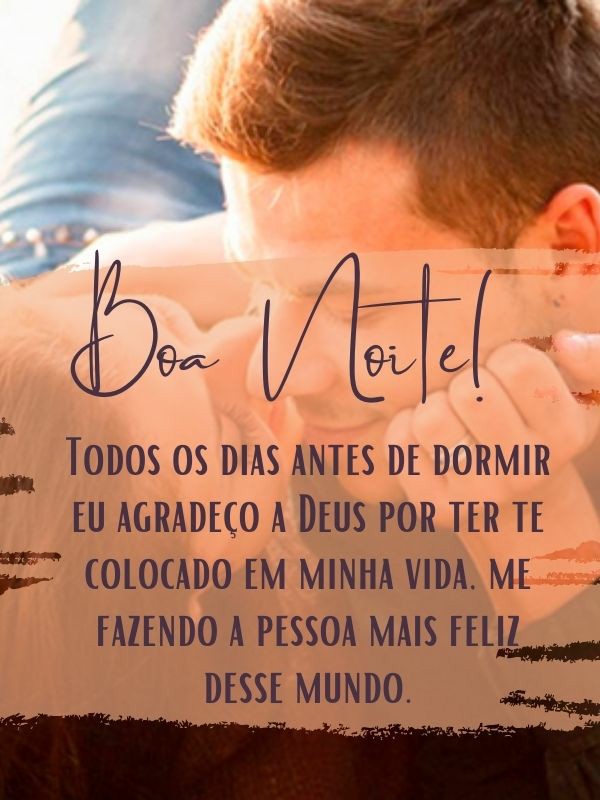 Boa Noite!
Todos os dias antes de dormir
eu agradeço a Deus por ter te
colocado em minha vida, me
fazendo a pessoa mais feliz
desse mundo.